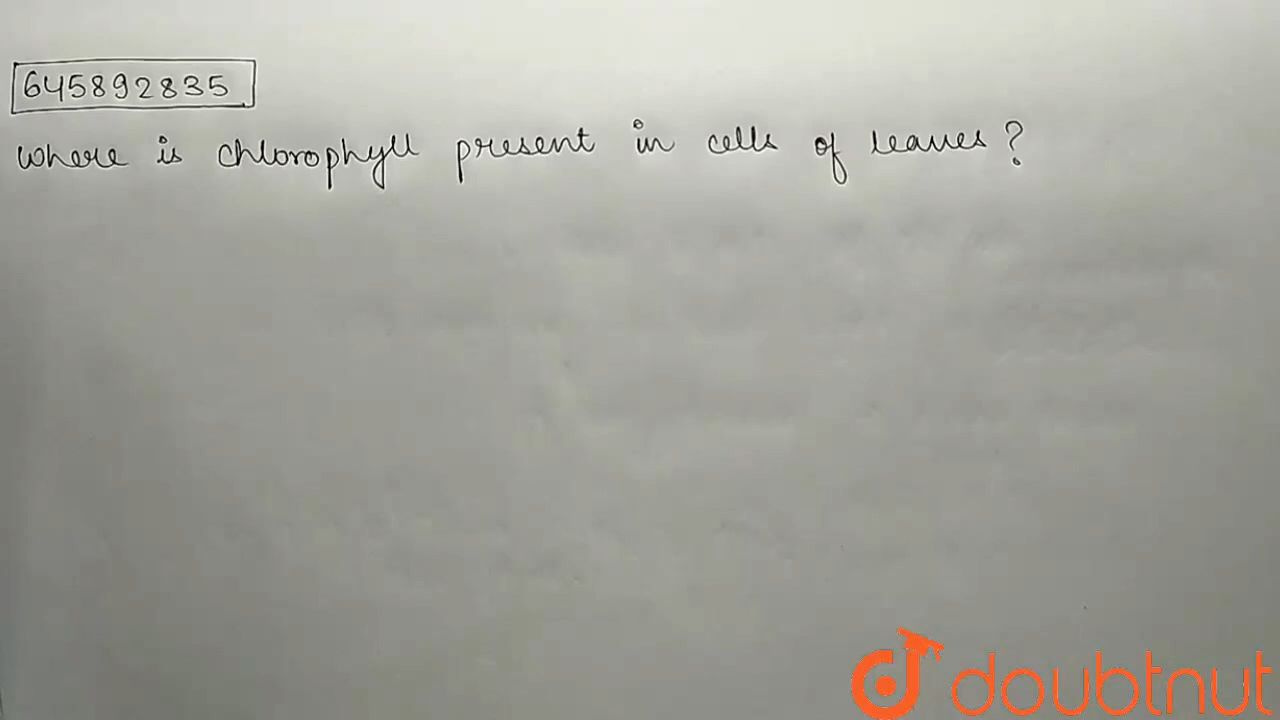 645892835
where is chlorophyll present in cells of leaves?
doubtnut